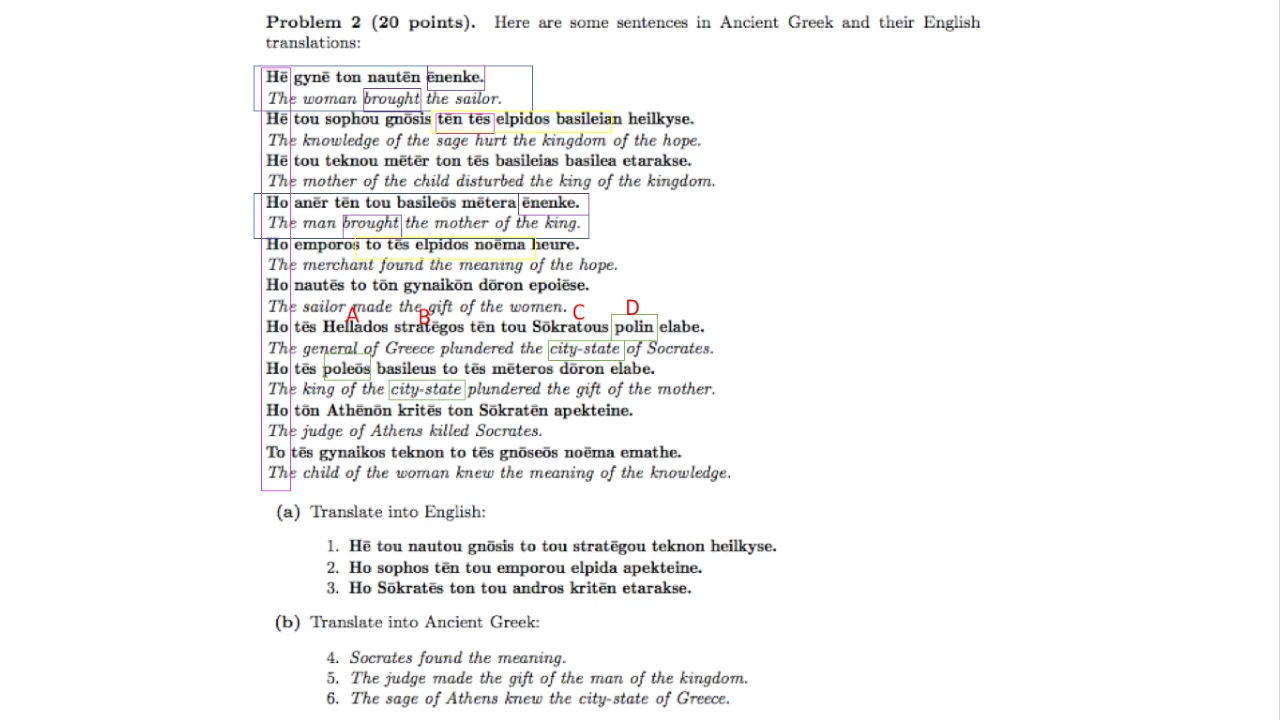 Problem 2 (20 points). Here are some sentences in Ancient Greek and their English
translations:
Hē gynē ton nautēn ēnenke.
The woman brought the sailor.
Hē tou sophou gnōsis tēn tēs elpidos basileian heilkyse.
The knowledge of the sage hurt the kingdom of the hope.
Hē tou teknou mētēr ton tēs basileias basilea etarakse.
The mother of the child disturbed the king of the kingdom.
Ho anēr tēn tou basileōs mētera ēnenke.
The man brought the mother of the king.
Ho emporos to tēs elpidos noēma heure.
The merchant found the meaning of the hope.
Ho nautēs to tōn gynaikōn dōron epoiēse.
The sailor made the gift of the women.
A B C D
Ho tēs Hellados stratēgos tēn tou Sōkratous polin elabe.
The general of Greece plundered the city-state of Socrates.
Ho tēs poleōs basileus to tēs mēteros dōron elabe.
The king of the city-state plundered the gift of the mother.
Ho tōn Athēnōn kritēs ton Sōkratēn apekteine.
The judge of Athens killed Socrates.
To tēs gynaikos teknon to tēs gnōseōs noēma emathe.
The child of the woman knew the meaning of the knowledge.
(a) Translate into English:
1. Hē tou nautou gnōsis to tou stratēgou teknon heilkyse.
2. Ho sophos tēn tou emporou elpida apekteine.
3. Ho Sōkratēs ton tou andros kritēn etarakse.
(b) Translate into Ancient Greek:
4. Socrates found the meaning.
5. The judge made the gift of the man of the kingdom.
6. The sage of Athens knew the city-state of Greece.